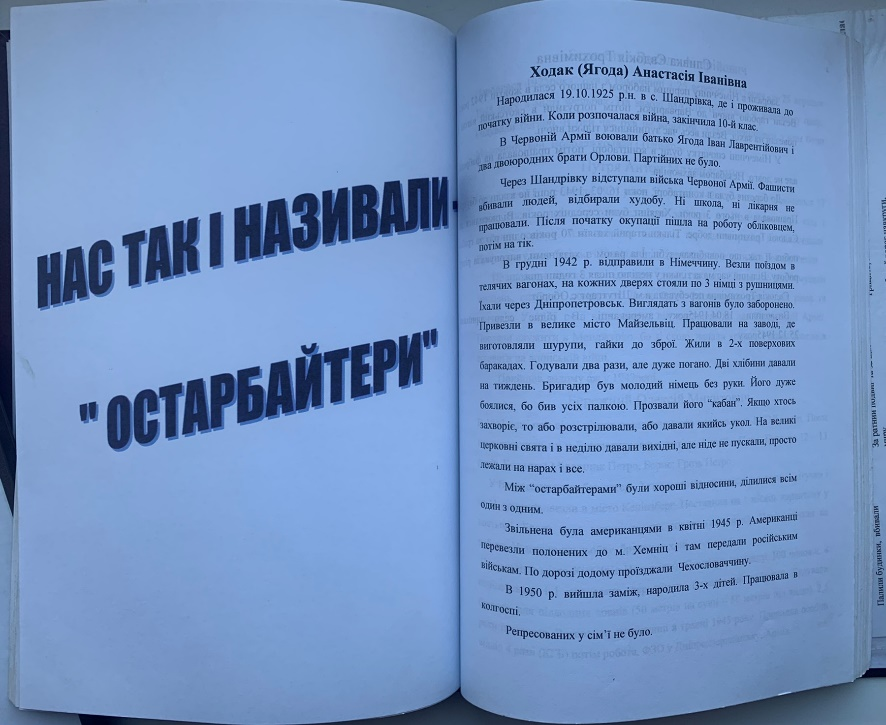 НАС ТАК І НАЗИВАЛИ-
" ОСТАРБАЙТЕРИ"
Ходак (Ягода) Анастасія Іванівна
Народилася 19.10.1925 р.н. в с. Шандрівка, де і проживала до
початку війни. Коли розпочалася війна, закінчила 10-й клас.
В Червоній Армії воювали батько Ягода Іван Лаврентійович і
два двоюродних брати Орлови. Партійних не було.
Через Шандрівку відступали війська Червоної Армії. Фашисти
вбивали людей, відбирали худобу. Ні школа, ні лікарня не
працювали. Після початку окупації пішла на роботу обліковцем,
потім на тік.
В грудні 1942 р. відправили в Німеччину. Везли поїздом в
телячих вагонах, на кожних дверях стояли по 3 німці з рушницями.
Їхали через Дніпропетровськ. Виглядать з вагонів було заборонено.
Привезли в велике місто Майзельвіц. Працювали на заводі, де
виготовляли шурупи, гайки до зброї. Жили в 2-х поверхових
баракадах. Годували два рази, але дуже погано. Дві хлібини давали
на тиждень. Бригадир був молодий німець без руки. Його дуже
боялися, бо бив усіх палкою. Прозвали його “кабан”. Якщо хтось
захворіє, то або розстрілювали, або давали якийсь укол. На великі
церковні свята і в неділю давали вихідні, але ніде не пускали, просто
лежали на нарах і все.
Між “остарбайтерами” були хороші відносини, ділилися всім
один з одним.
Звільнена була американцями в квітні 1945 р. Американці
перевезли полонених до м. Хемніц і там передали російським
військам. По дорозі додому проїзджали Чехословаччину.
В 1950 р. вийшла заміж, народила 3-х дітей. Працювала в
колгоспі.
Репресованих у сім’ї не було.
Палили будинки, вбивали